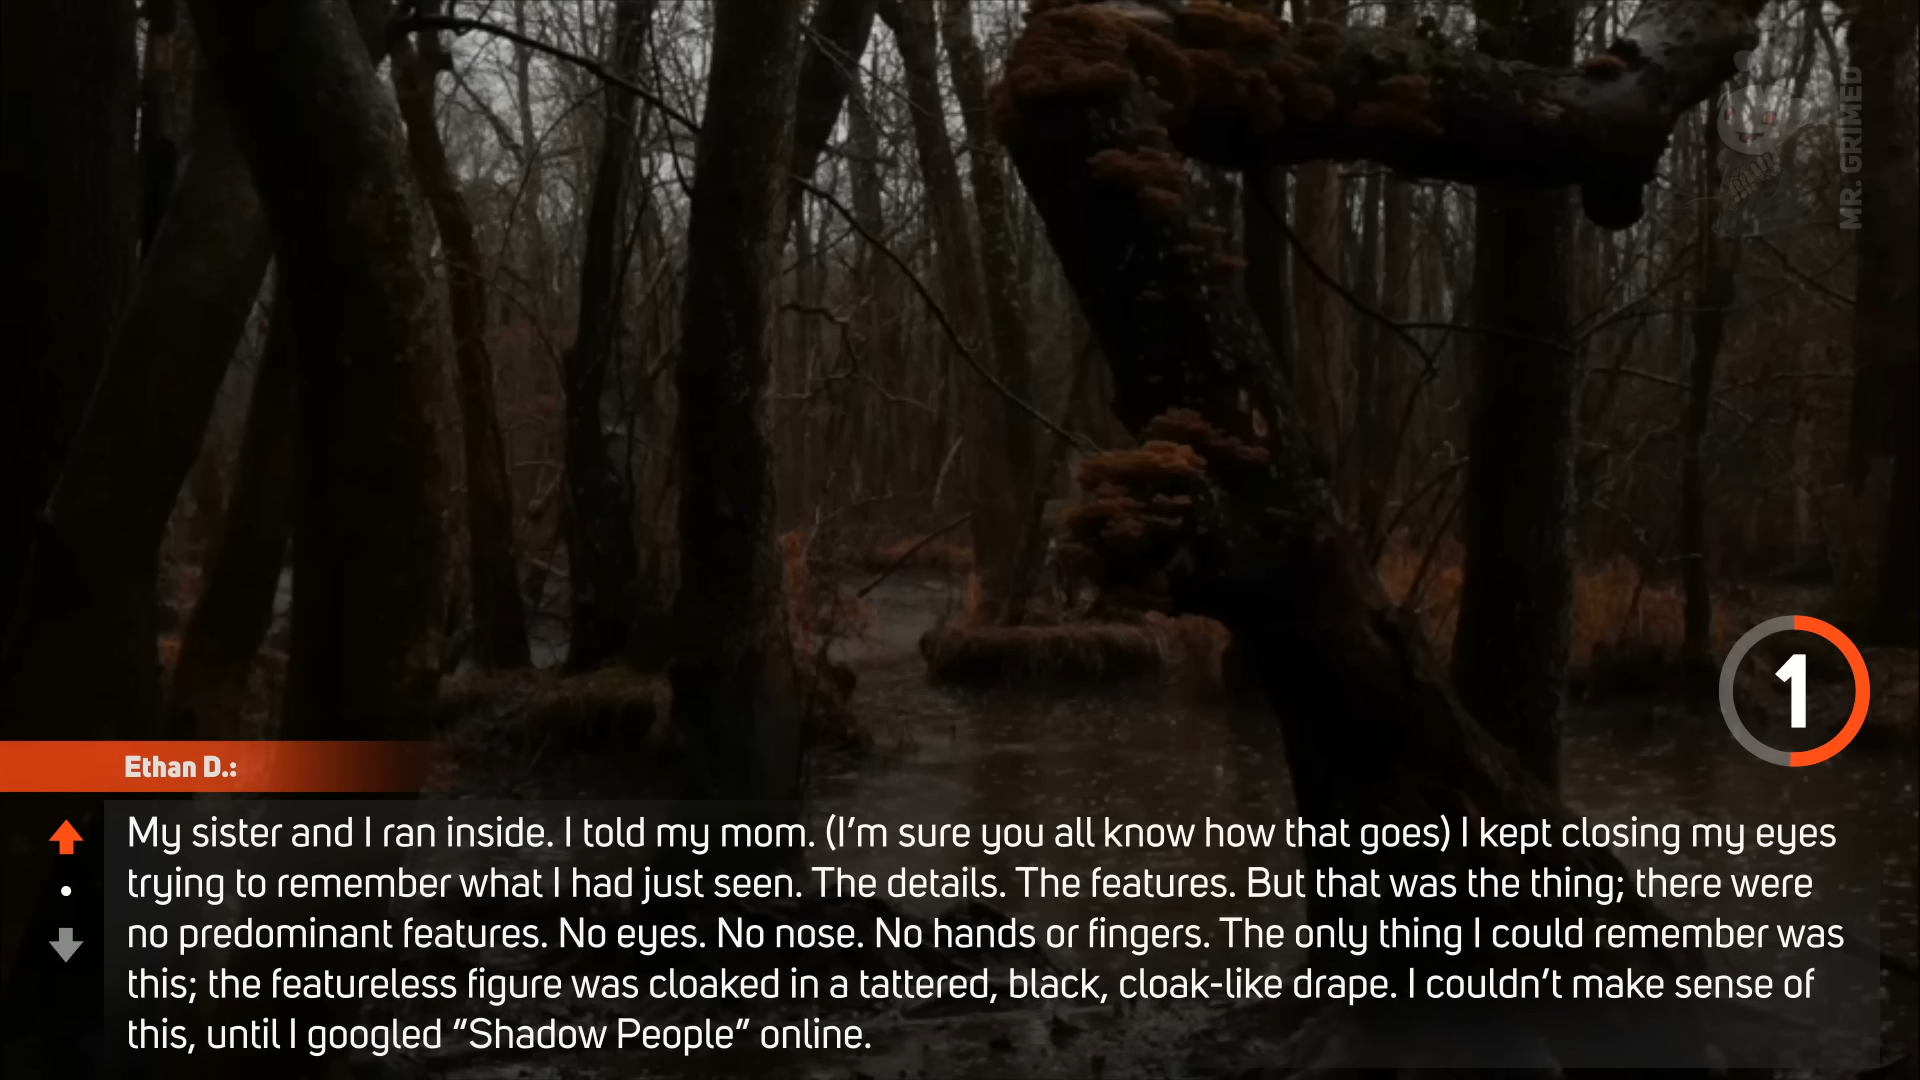 MR. GRIMED
1
Ethan D.:
My sister and I ran inside. I told my mom. (I’m sure you all know how that goes) I kept closing my eyes
trying to remember what I had just seen. The details. The features. But that was the thing; there were
no predominant features. No eyes. No nose. No hands or fingers. The only thing I could remember was
this; the featureless figure was cloaked in a tattered, black, cloak-like drape. I couldn’t make sense of
this, until I googled “Shadow People” online.